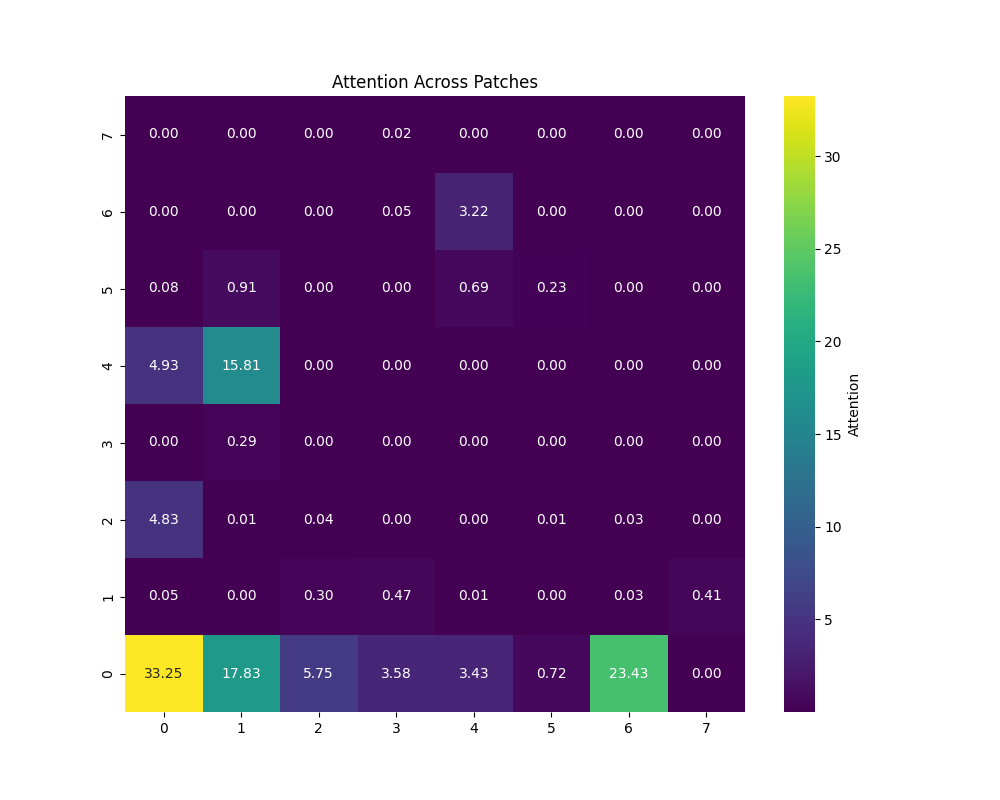 Attention Across Patches
7 0.00 0.00 0.00 0.02 0.00 0.00 0.00 0.00
6 0.00 0.00 0.00 0.05 3.22 0.00 0.00 0.00
5 0.08 0.91 0.00 0.00 0.69 0.23 0.00 0.00
4 4.93 15.81 0.00 0.00 0.00 0.00 0.00 0.00
3 0.00 0.29 0.00 0.00 0.00 0.00 0.00 0.00
2 4.83 0.01 0.04 0.00 0.00 0.01 0.03 0.00
1 0.05 0.00 0.30 0.47 0.01 0.00 0.03 0.41
0 33.25 17.83 5.75 3.58 3.43 0.72 23.43 0.00
0 1 2 3 4 5 6 7
30
25
20
15
10
5
Attention